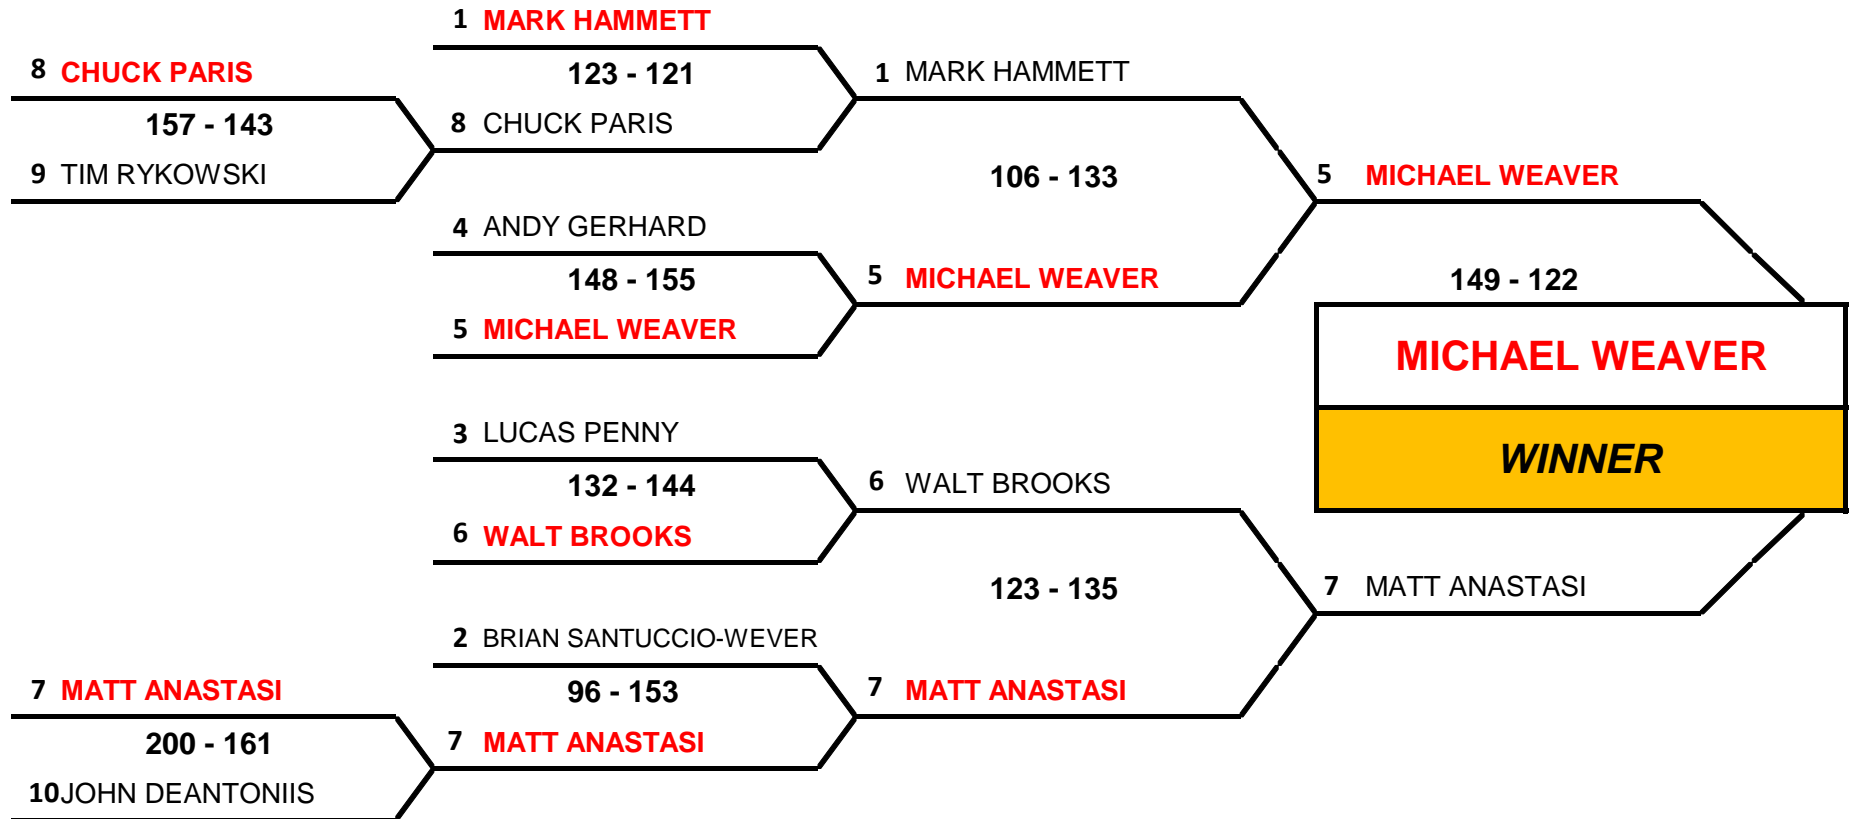 1 MARK HAMMETT
8 CHUCK PARIS
123 - 121
1 MARK HAMMETT
157 - 143
8 CHUCK PARIS
9 TIM RYKOWSKI
106 - 133
5 MICHAEL WEAVER
4 ANDY GERHARD
148 - 155
5 MICHAEL WEAVER
149 - 122
5 MICHAEL WEAVER
MICHAEL WEAVER
3 LUCAS PENNY
WINNER
132 - 144
6 WALT BROOKS
6 WALT BROOKS
123 - 135
7 MATT ANASTASI
2 BRIAN SANTUCCIO-WEVER
7 MATT ANASTASI
96 - 153
7 MATT ANASTASI
200 - 161
7 MATT ANASTASI
10 JOHN DEANTONIIS